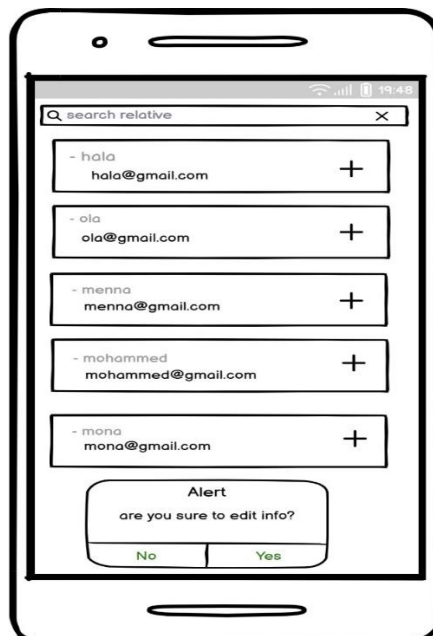 19:48
search relative
- hala
hala@gmail.com
- ola
ola@gmail.com
- menna
menna@gmail.com
- mohammed
mohammed@gmail.com
- mona
mona@gmail.com
Alert
are you sure to edit info?
No Yes